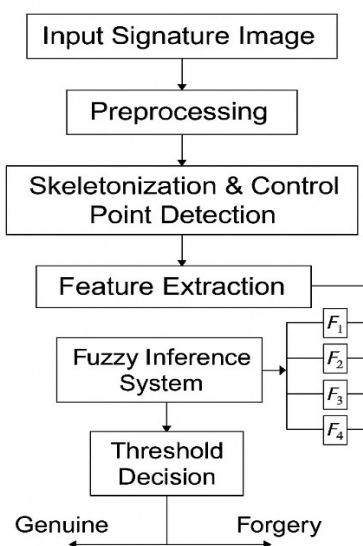 Input Signature Image
Preprocessing
Skeletonization & Control
Point Detection
Feature Extraction
F₁
F₂
F₃
F₄
Fuzzy Inference
System
Threshold
Decision
Genuine
Forgery